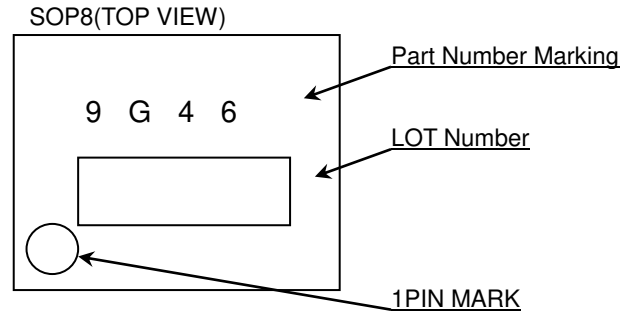 SOP8(TOP VIEW)
Part Number Marking
9 G 4 6
LOT Number
1PIN MARK